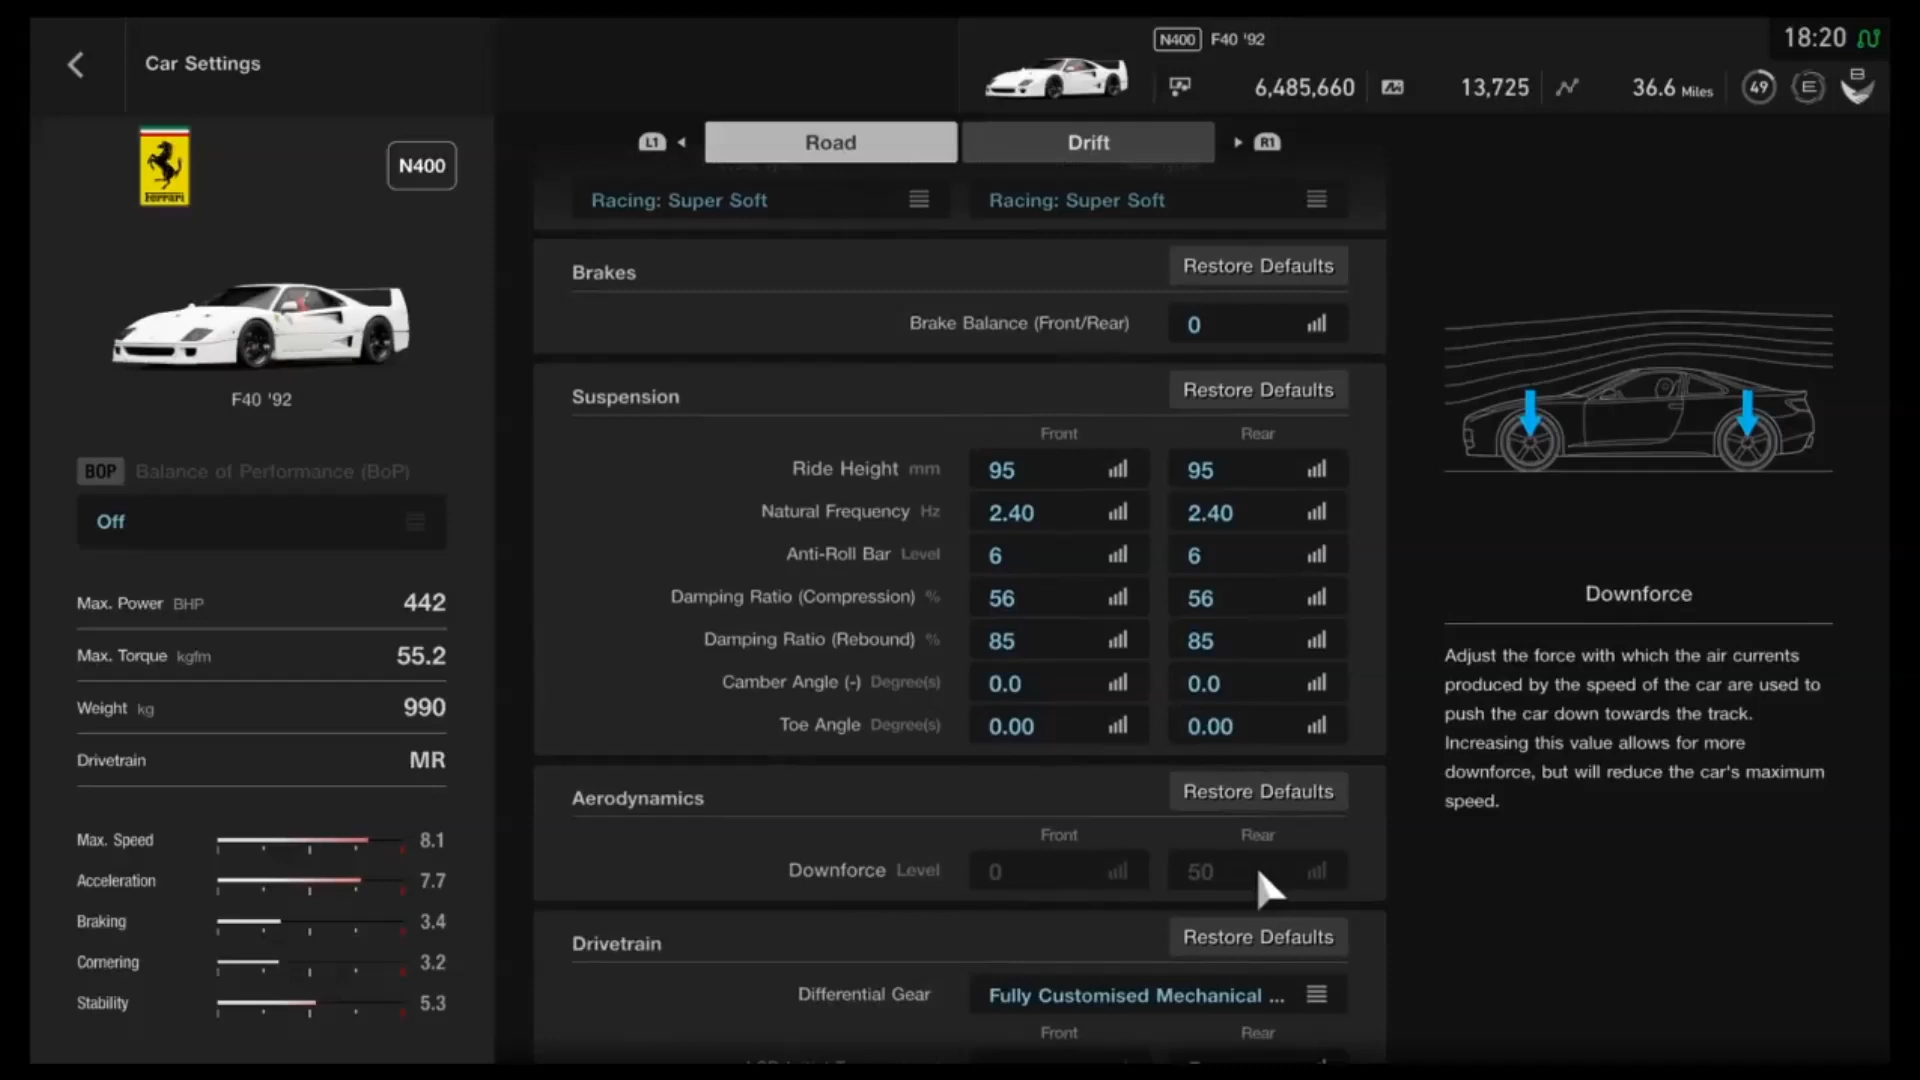 Car Settings
N400 F40 '92
18:20
6,485,660
13,725
36.6 Miles
49
E
B
L1
Road
Drift
R1
Ferrari
N400
Racing: Super Soft
Racing: Super Soft
Brakes
Restore Defaults
Brake Balance (Front/Rear)
0
F40 '92
Suspension
Restore Defaults
Front
Rear
Ride Height mm 95 95
Natural Frequency Hz 2.40 2.40
Anti-Roll Bar Level 6 6
Damping Ratio (Compression) % 56 56
Damping Ratio (Rebound) % 85 85
Camber Angle (-) Degree(s) 0.0 0.0
Toe Angle Degree(s) 0.00 0.00
BOP Balance of Performance (BoP)
Off
Max. Power BHP 442
Max. Torque kgfm 55.2
Weight kg 990
Drivetrain MR
Max. Speed 8.1
Acceleration 7.7
Braking 3.4
Cornering 3.2
Stability 5.3
Aerodynamics
Restore Defaults
Front
Rear
Downforce Level 0 50
Drivetrain
Restore Defaults
Differential Gear
Fully Customised Mechanical ...
Front
Rear
Downforce
Adjust the force with which the air currents
produced by the speed of the car are used to
push the car down towards the track.
Increasing this value allows for more
downforce, but will reduce the car's maximum
speed.